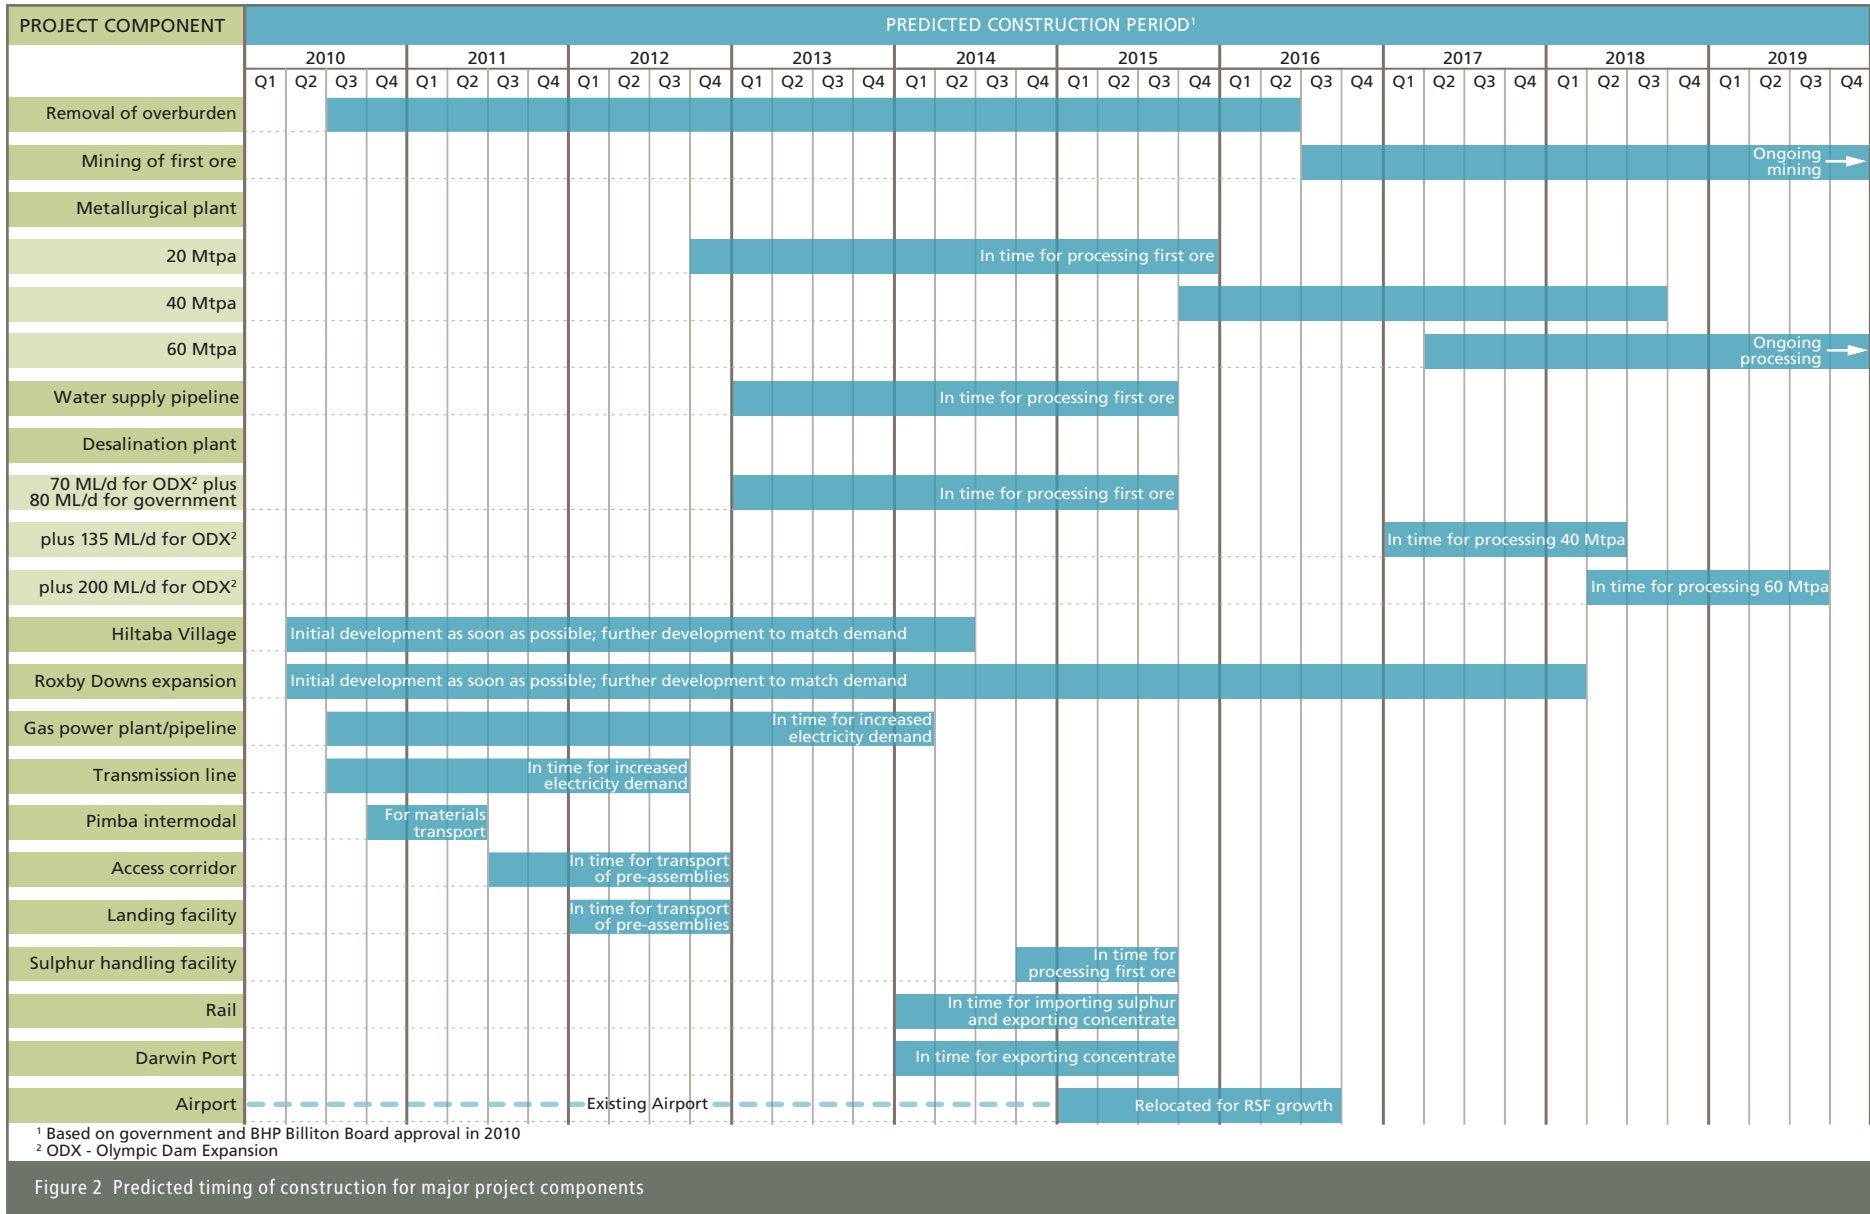 PROJECT COMPONENT
PREDICTED CONSTRUCTION PERIOD¹
2010 2011 2012 2013 2014 2015 2016 2017 2018 2019
Q1 Q2 Q3 Q4 Q1 Q2 Q3 Q4 Q1 Q2 Q3 Q4 Q1 Q2 Q3 Q4 Q1 Q2 Q3 Q4 Q1 Q2 Q3 Q4 Q1 Q2 Q3 Q4 Q1 Q2 Q3 Q4 Q1 Q2 Q3 Q4 Q1 Q2 Q3 Q4
Removal of overburden
Mining of first ore
Ongoing
mining
Metallurgical plant
20 Mtpa
In time for processing first ore
40 Mtpa
60 Mtpa
Ongoing
processing
Water supply pipeline
In time for processing first ore
Desalination plant
70 ML/d for ODX² plus
80 ML/d for government
In time for processing first ore
plus 135 ML/d for ODX²
In time for processing 40 Mtpa
plus 200 ML/d for ODX²
In time for processing 60 Mtpa
Hiltaba Village
Initial development as soon as possible; further development to match demand
Roxby Downs expansion
Initial development as soon as possible; further development to match demand
Gas power plant/pipeline
In time for increased
electricity demand
Transmission line
In time for increased
electricity demand
Pimba intermodal
For materials
transport
Access corridor
In time for transport
of pre-assemblies
Landing facility
In time for transport
of pre-assemblies
Sulphur handling facility
In time for
processing first ore
Rail
In time for importing sulphur
and exporting concentrate
Darwin Port
In time for exporting concentrate
Airport
Existing Airport
Relocated for RSF growth
¹ Based on government and BHP Billiton Board approval in 2010
² ODX - Olympic Dam Expansion
Figure 2 Predicted timing of construction for major project components